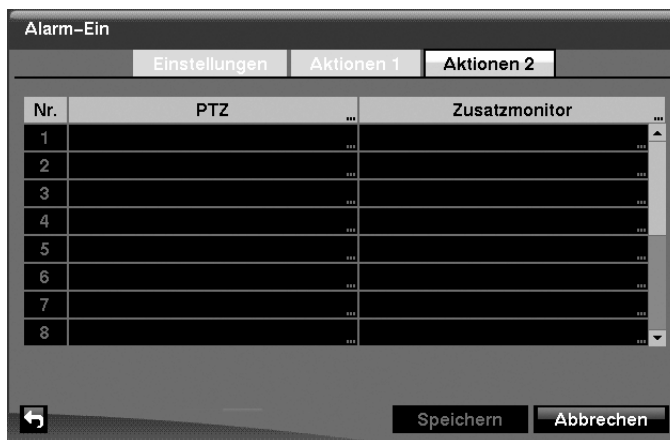 Alarm-Ein
Einstellungen Aktionen 1 Aktionen 2
Nr. PTZ ... Zusatzmonitor ...
1 ... ...
2 ... ...
3 ... ...
4 ... ...
5 ... ...
6 ... ...
7 ... ...
8 ... ...
Speichern Abbrechen